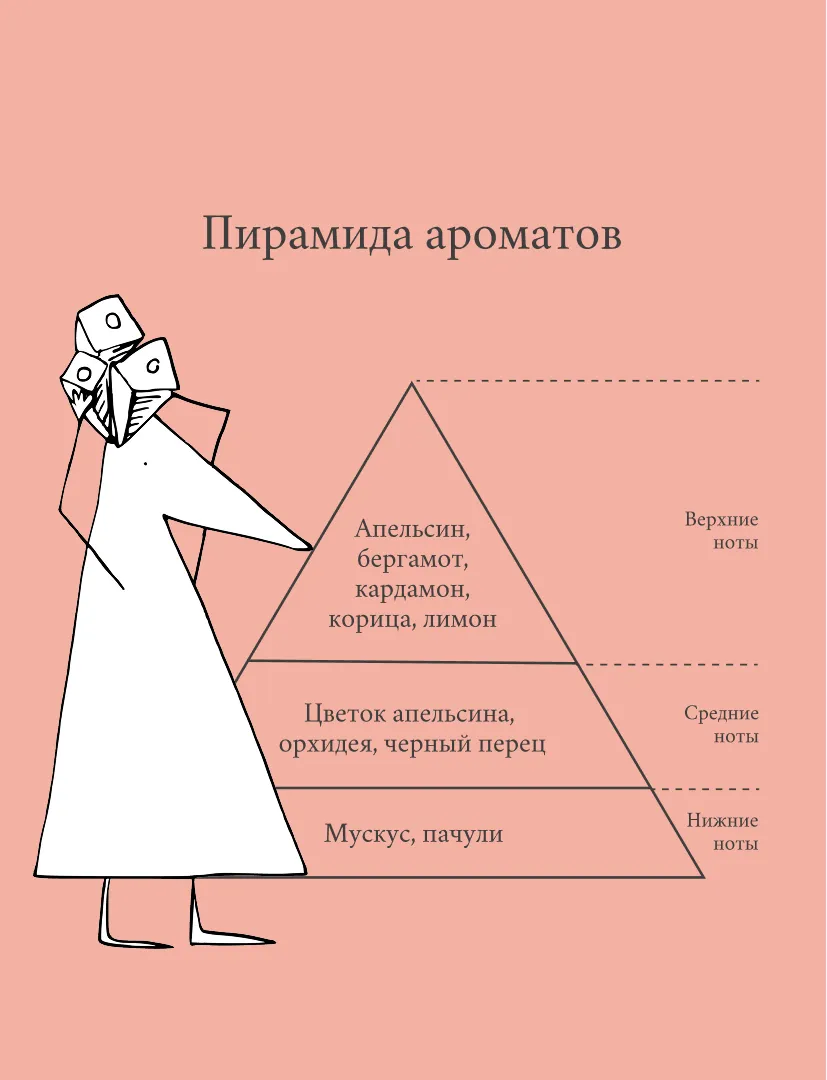 Пирамида ароматов
Апельсин,
бергамот,
кардамон,
корица, лимон
Верхние
ноты
Цветок апельсина,
орхидея, черный перец
Средние
ноты
Мускус, пачули
Нижние
ноты